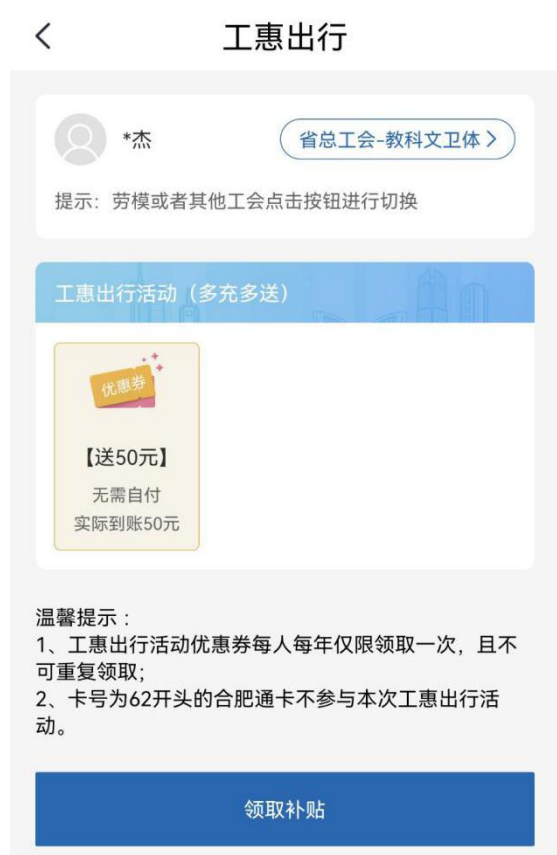 工惠出行
*杰
省总工会-教科文卫体
提示：劳模或者其他工会点击按钮进行切换
工惠出行活动（多充多送）
优惠券
【送50元】
无需自付
实际到账50元
温馨提示：
1、工惠出行活动优惠券每人每年仅限领取一次，且不
可重复领取;
2、卡号为62开头的合肥通卡不参与本次工惠出行活
动。
领取补贴